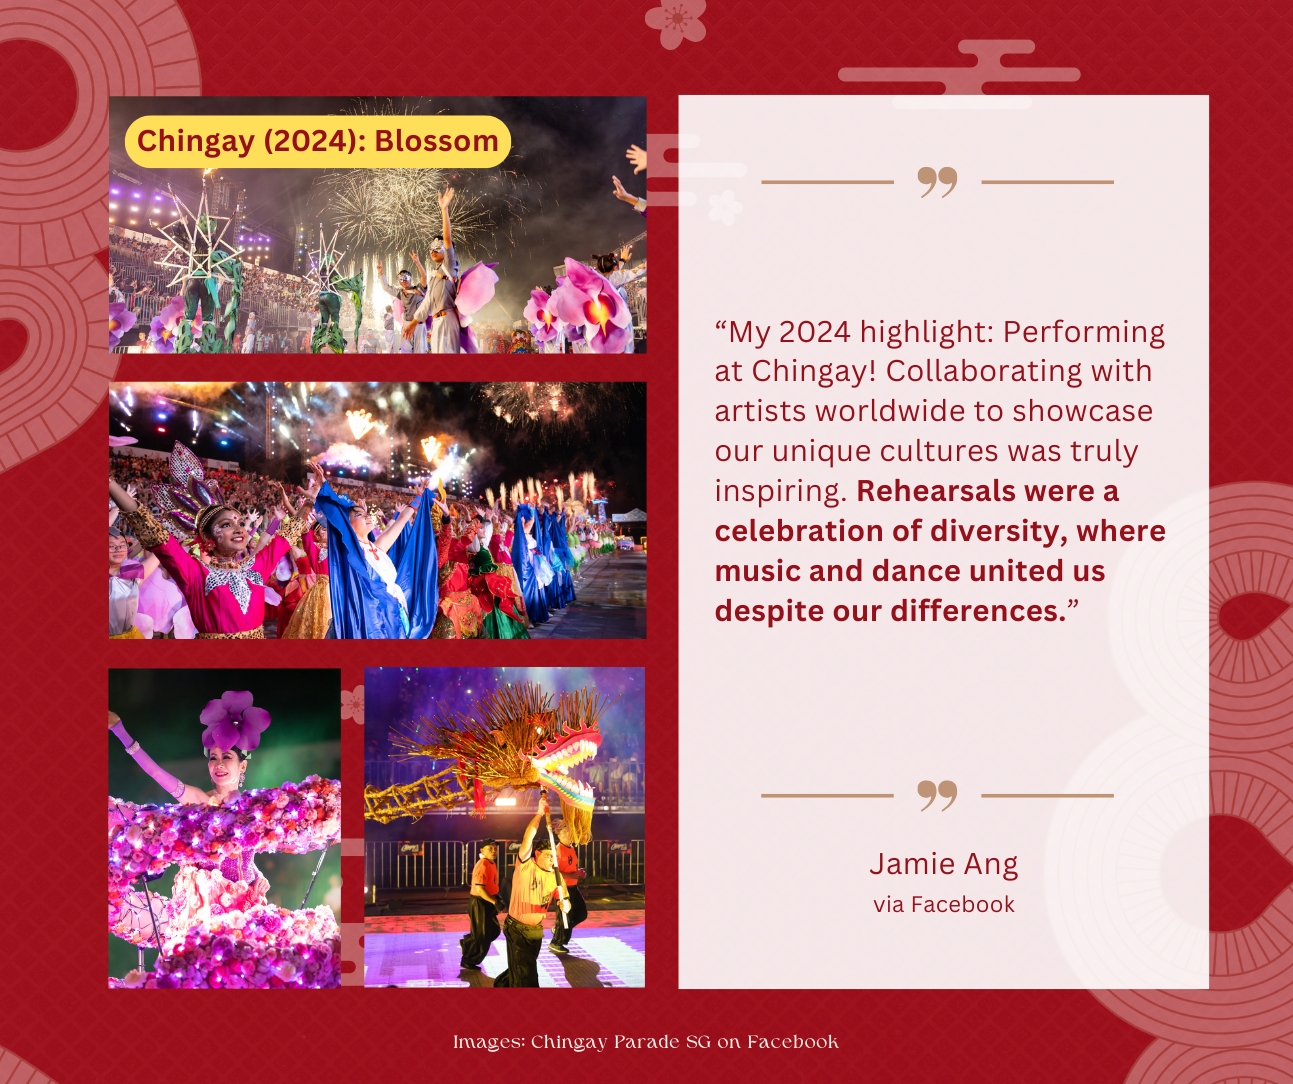 Chingay (2024): Blossom
“My 2024 highlight: Performing
at Chingay! Collaborating with
artists worldwide to showcase
our unique cultures was truly
inspiring. Rehearsals were a
celebration of diversity, where
music and dance united us
despite our differences.”
Jamie Ang
via Facebook
Images: Chingay Parade SG on Facebook